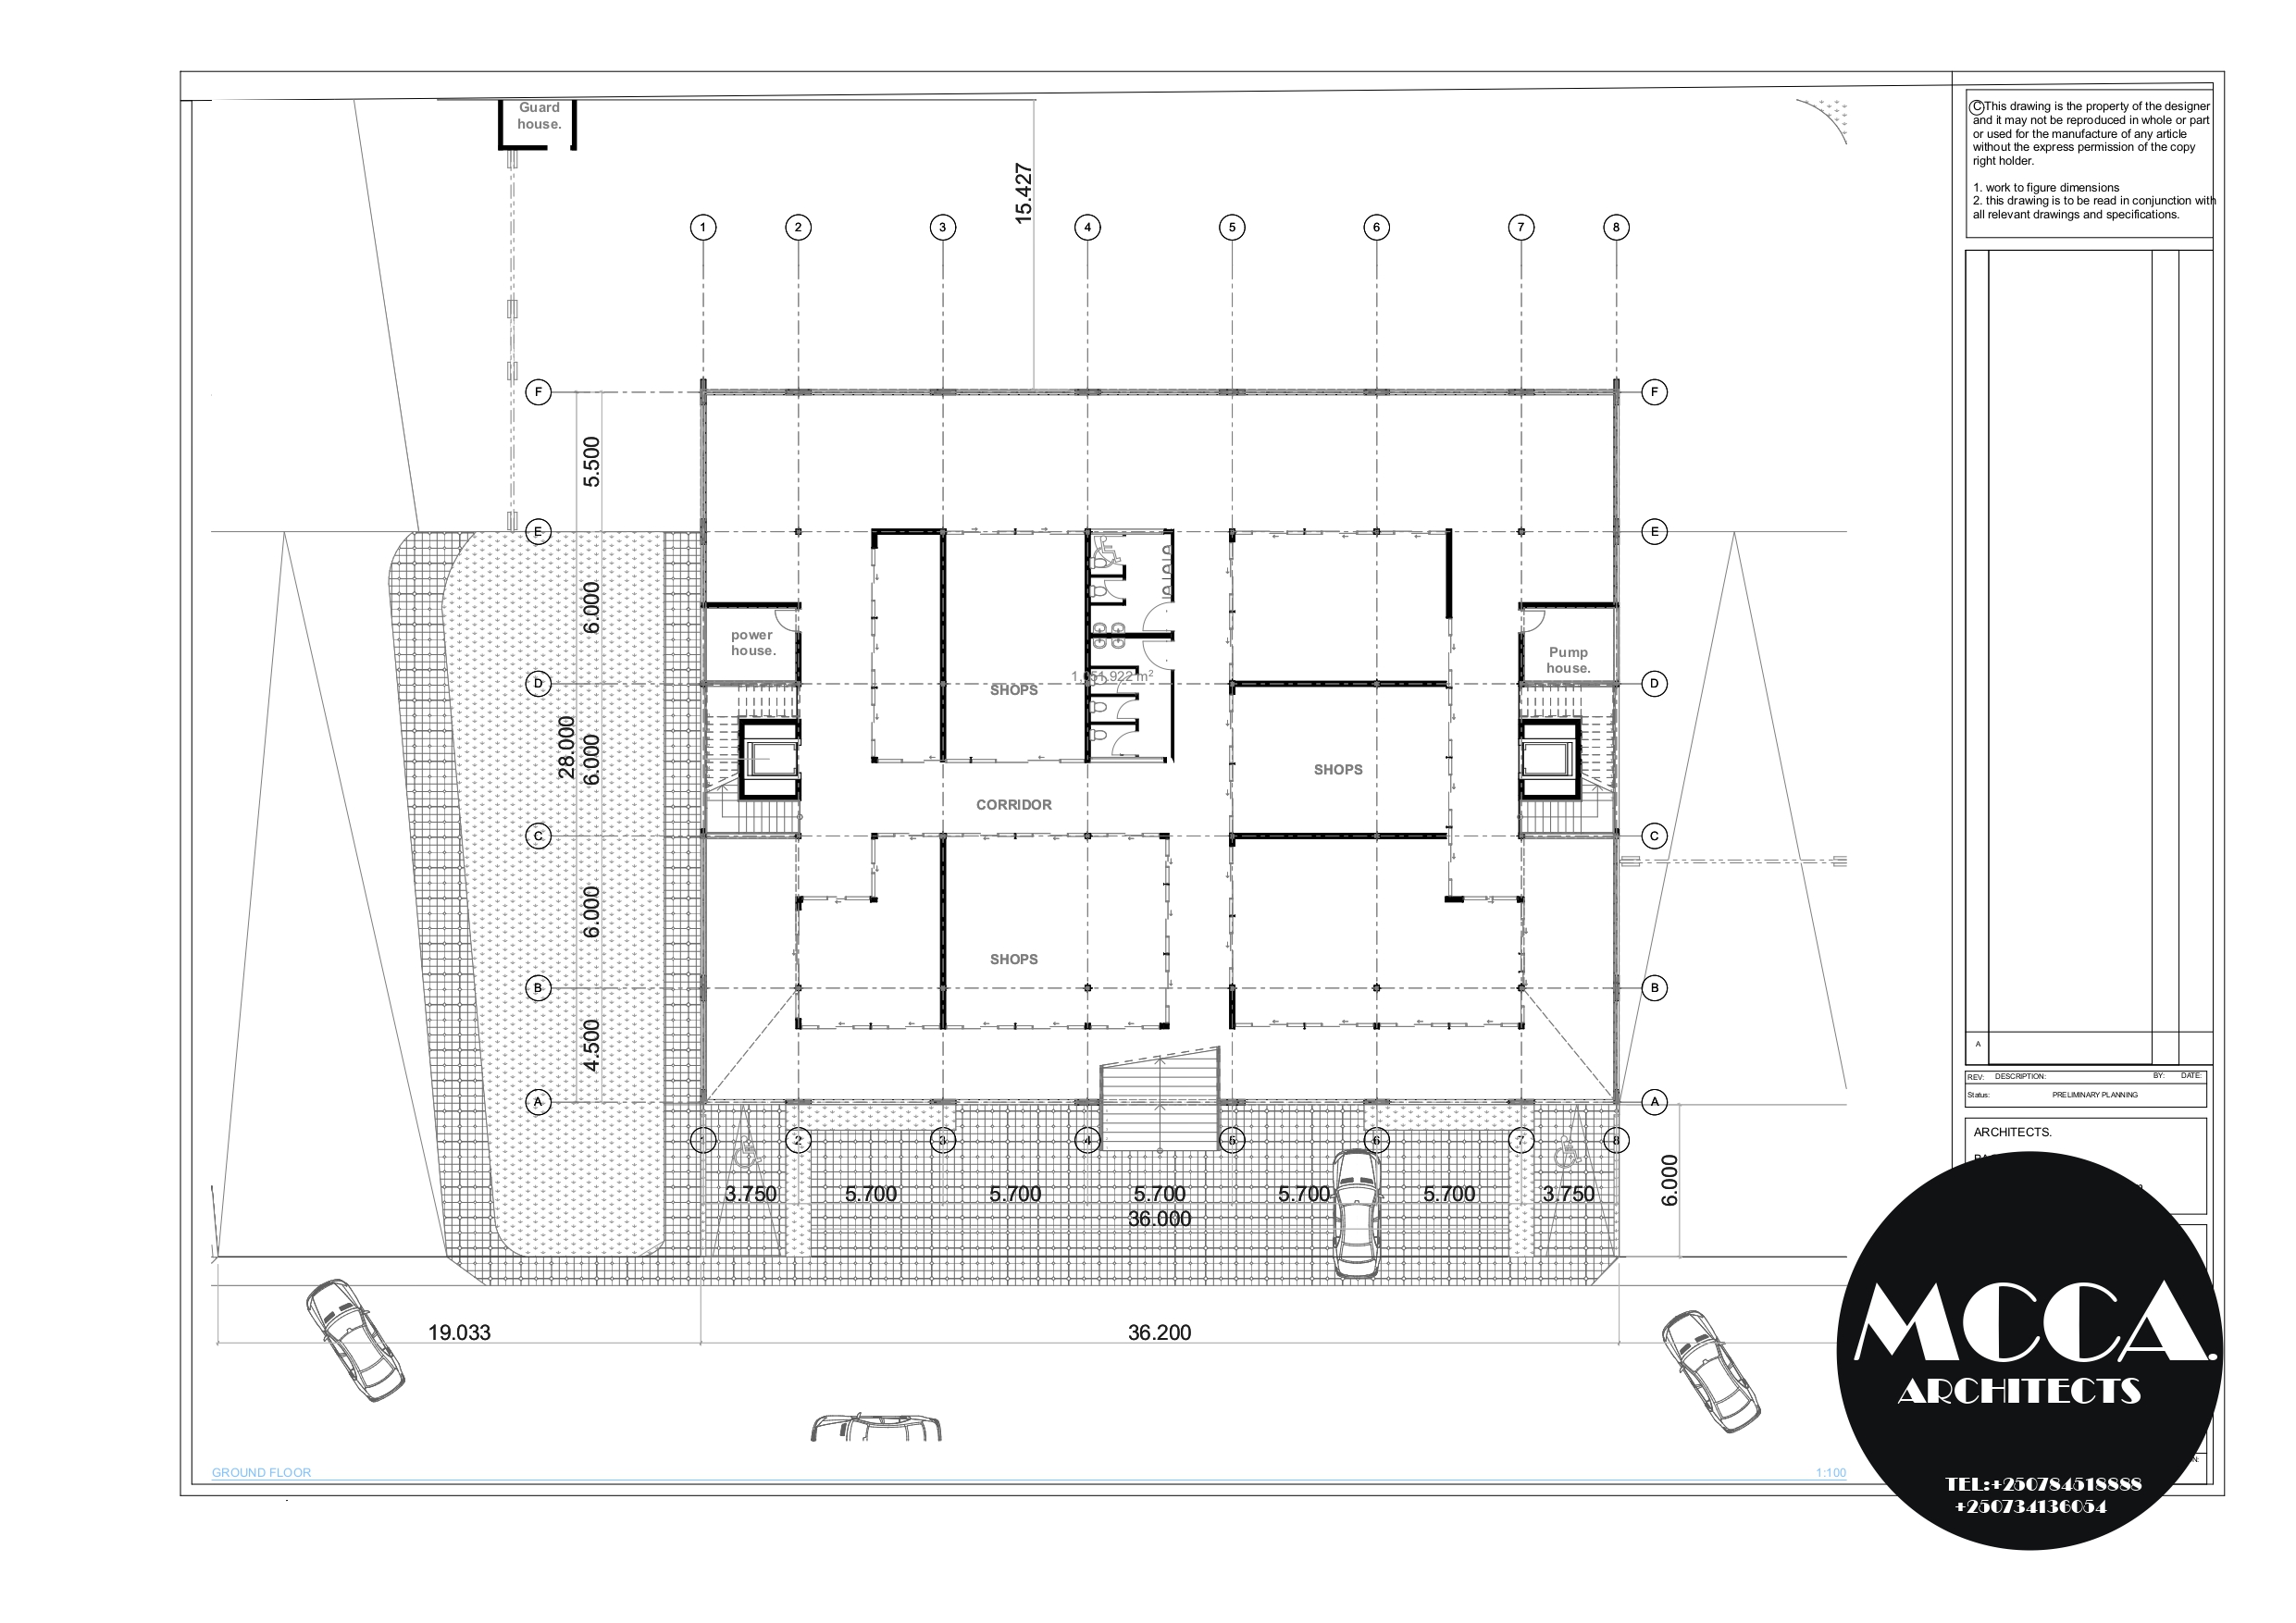 Guard
house.
15.427
1 2 3 4 5 6 7 8
F F
5.500
E E
6.000
power
house.
Pump
house.
D D
SHOPS
28.000
6.000
SHOPS
CORRIDOR
C C
6.000
SHOPS
B B
4.500
A A
1 2 3 4 5 6 7 8
3.750 5.700 5.700 5.700 5.700 5.700 3.750
36.000
6.000
19.033 36.200
GROUND FLOOR 1:100
©This drawing is the property of the designer
and it may not be reproduced in whole or part
or used for the manufacture of any article
without the express permission of the copy
right holder.
1. work to figure dimensions
2. this drawing is to be read in conjunction with
all relevant drawings and specifications.
A
REV: DESCRIPTION: BY: DATE:
Status: PRELIMINARY PLANNING
ARCHITECTS.
MCCA.
ARCHITECTS
TEL:+250784518888
+250734136054